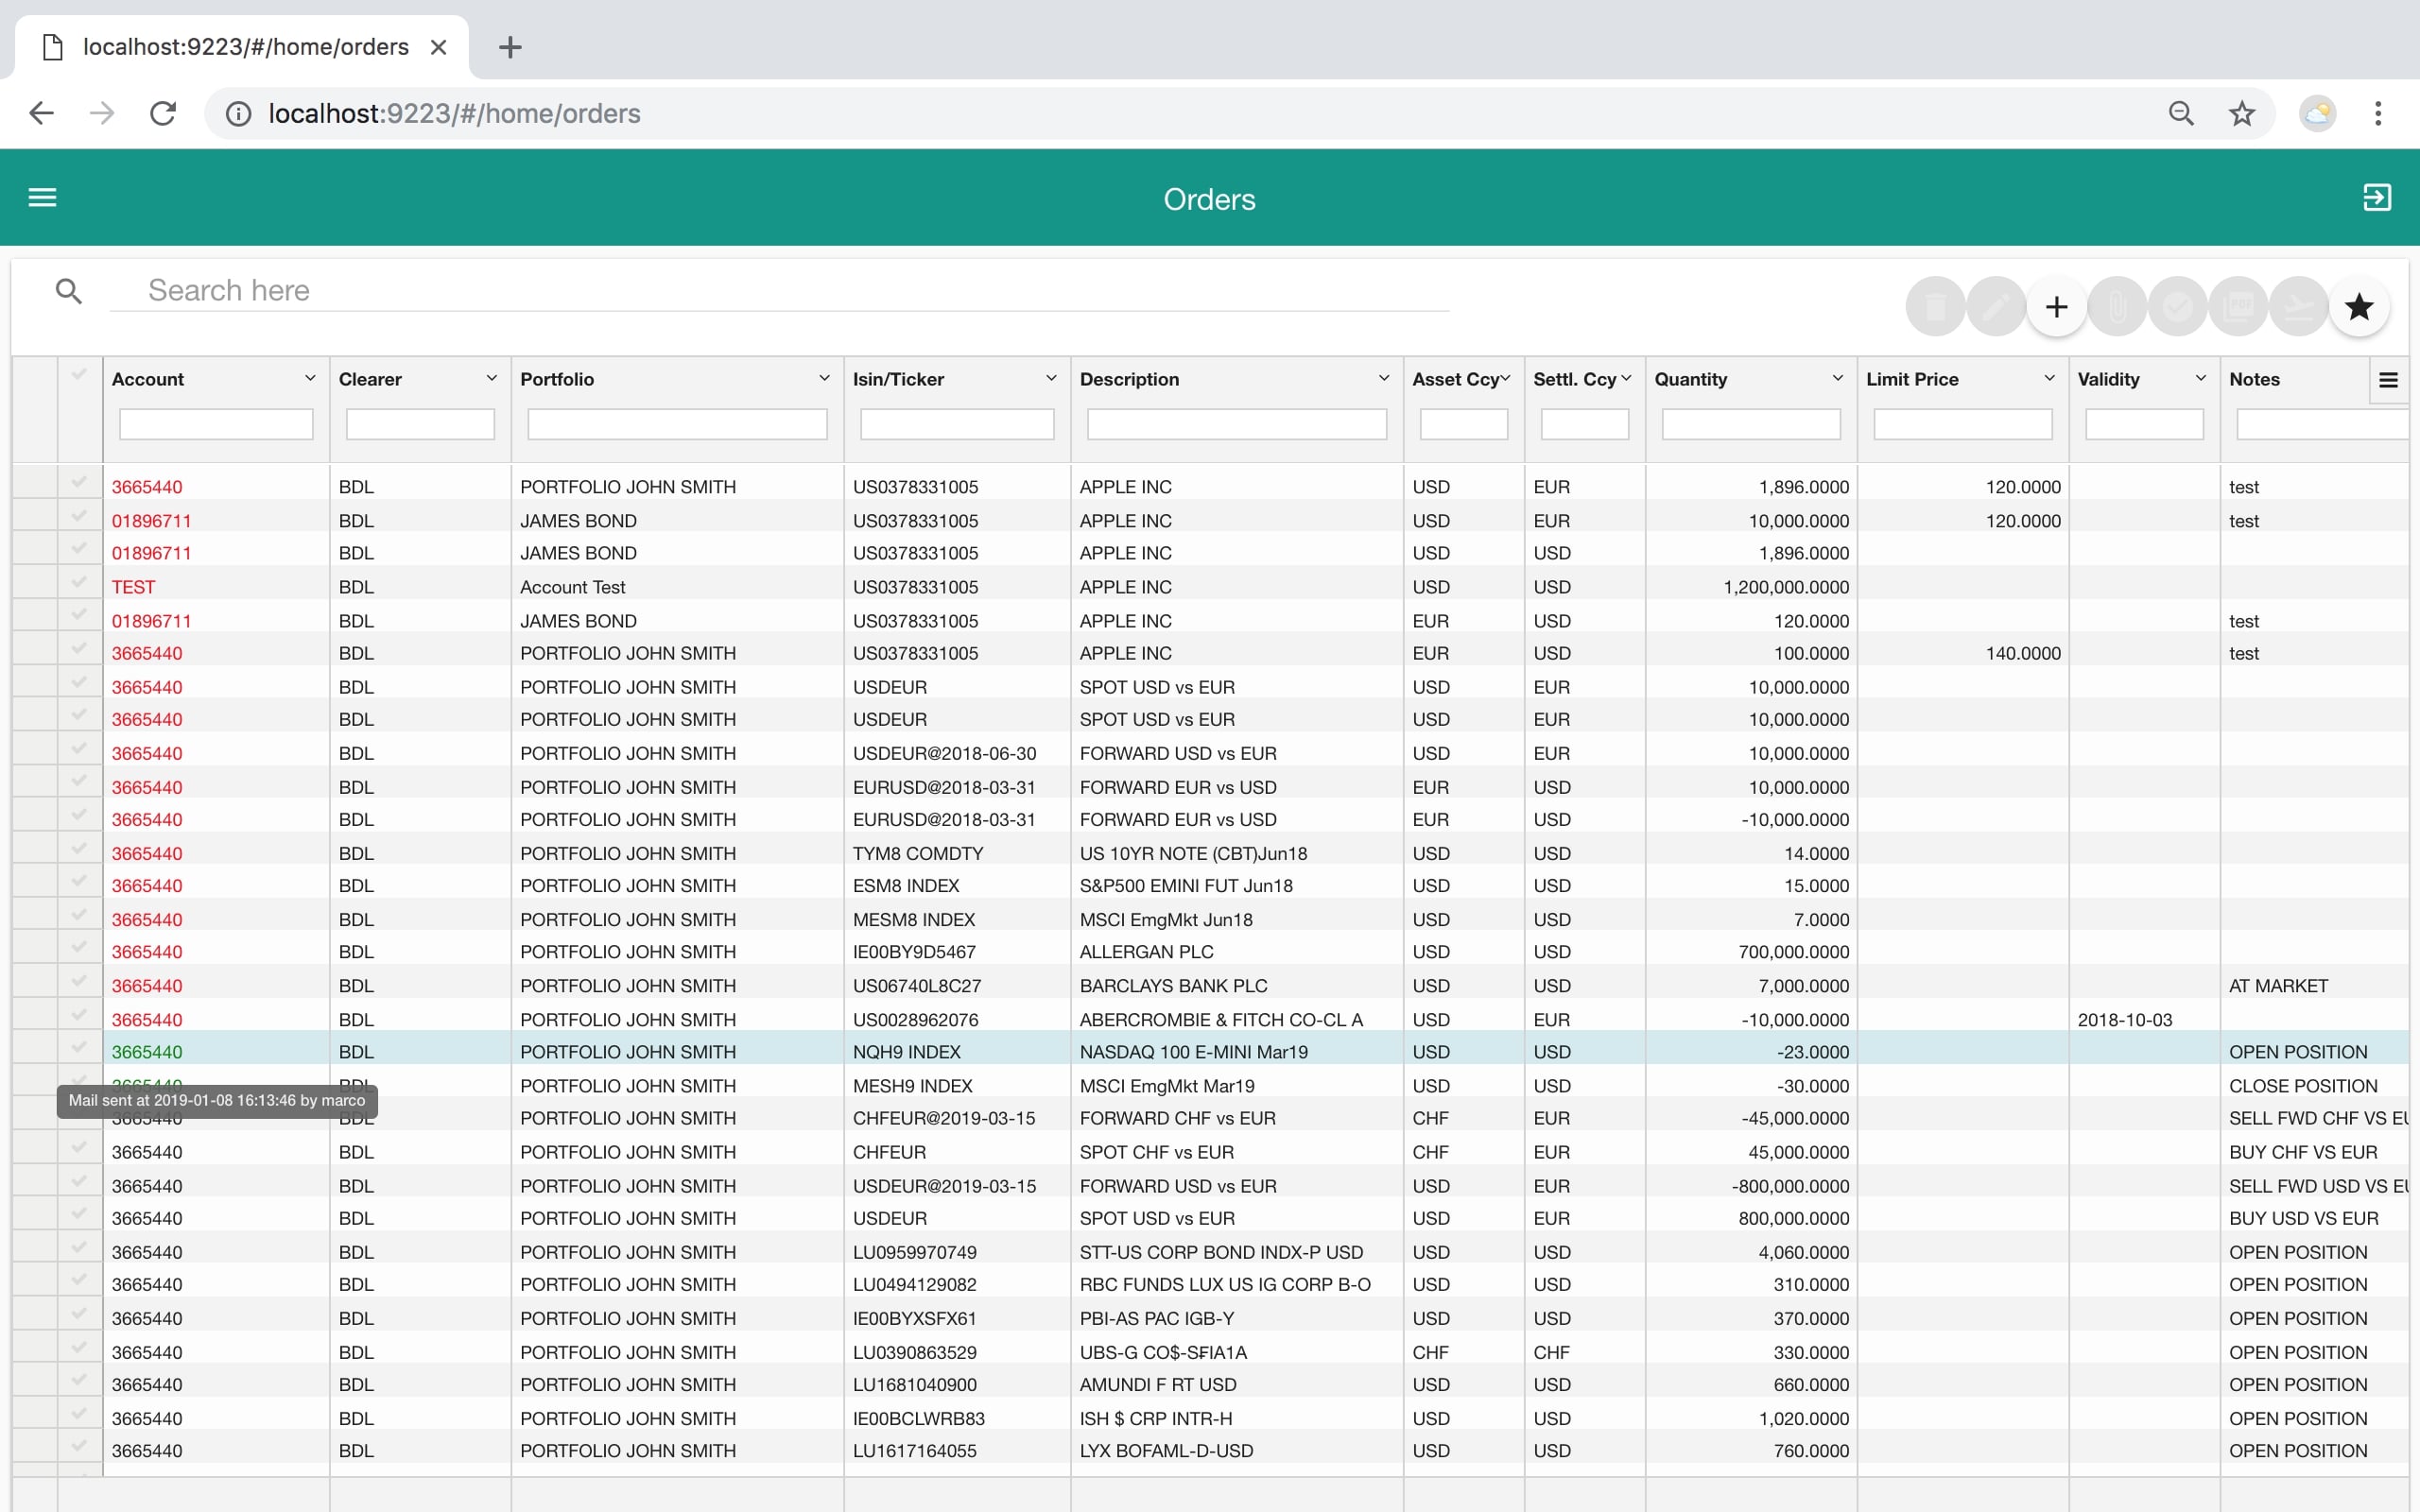 localhost:9223/#/home/orders
localhost:9223/#/home/orders
Orders
Search here
PDF
Account Clearer Portfolio Isin/Ticker Description Asset Ccy Settl. Ccy Quantity Limit Price Validity Notes
3665440 BDL PORTFOLIO JOHN SMITH US0378331005 APPLE INC USD EUR 1,896.0000 120.0000 test
01896711 BDL JAMES BOND US0378331005 APPLE INC USD EUR 10,000.0000 120.0000 test
01896711 BDL JAMES BOND US0378331005 APPLE INC USD USD 1,896.0000
TEST BDL Account Test US0378331005 APPLE INC USD USD 1,200,000.0000
01896711 BDL JAMES BOND US0378331005 APPLE INC EUR USD 120.0000 test
3665440 BDL PORTFOLIO JOHN SMITH US0378331005 APPLE INC EUR USD 100.0000 140.0000 test
3665440 BDL PORTFOLIO JOHN SMITH USDEUR SPOT USD vs EUR USD EUR 10,000.0000
3665440 BDL PORTFOLIO JOHN SMITH USDEUR SPOT USD vs EUR USD EUR 10,000.0000
3665440 BDL PORTFOLIO JOHN SMITH USDEUR@2018-06-30 FORWARD USD vs EUR USD EUR 10,000.0000
3665440 BDL PORTFOLIO JOHN SMITH EURUSD@2018-03-31 FORWARD EUR vs USD EUR USD 10,000.0000
3665440 BDL PORTFOLIO JOHN SMITH EURUSD@2018-03-31 FORWARD EUR vs USD EUR USD -10,000.0000
3665440 BDL PORTFOLIO JOHN SMITH TYM8 COMDTY US 10YR NOTE (CBT)Jun18 USD USD 14.0000
3665440 BDL PORTFOLIO JOHN SMITH ESM8 INDEX S&P500 EMINI FUT Jun18 USD USD 15.0000
3665440 BDL PORTFOLIO JOHN SMITH MESM8 INDEX MSCI EmgMkt Jun18 USD USD 7.0000
3665440 BDL PORTFOLIO JOHN SMITH IE00BY9D5467 ALLERGAN PLC USD USD 700,000.0000
3665440 BDL PORTFOLIO JOHN SMITH US06740L8C27 BARCLAYS BANK PLC USD USD 7,000.0000 AT MARKET
3665440 BDL PORTFOLIO JOHN SMITH US0028962076 ABERCROMBIE & FITCH CO-CL A USD EUR -10,000.0000 2018-10-03
3665440 BDL PORTFOLIO JOHN SMITH NQH9 INDEX NASDAQ 100 E-MINI Mar19 USD USD -23.0000 OPEN POSITION
3665440 BDL PORTFOLIO JOHN SMITH MESH9 INDEX MSCI EmgMkt Mar19 USD USD -30.0000 CLOSE POSITION
Mail sent at 2019-01-08 16:13:46 by marco
3665440 BDL PORTFOLIO JOHN SMITH CHFEUR@2019-03-15 FORWARD CHF vs EUR CHF EUR -45,000.0000 SELL FWD CHF VS EU
3665440 BDL PORTFOLIO JOHN SMITH CHFEUR SPOT CHF vs EUR CHF EUR 45,000.0000 BUY CHF VS EUR
3665440 BDL PORTFOLIO JOHN SMITH USDEUR@2019-03-15 FORWARD USD vs EUR USD EUR -800,000.0000 SELL FWD USD VS EU
3665440 BDL PORTFOLIO JOHN SMITH USDEUR SPOT USD vs EUR USD EUR 800,000.0000 BUY USD VS EUR
3665440 BDL PORTFOLIO JOHN SMITH LU0959970749 STT-US CORP BOND INDX-P USD USD USD 4,060.0000 OPEN POSITION
3665440 BDL PORTFOLIO JOHN SMITH LU0494129082 RBC FUNDS LUX US IG CORP B-O USD USD 310.0000 OPEN POSITION
3665440 BDL PORTFOLIO JOHN SMITH IE00BYXSFX61 PBI-AS PAC IGB-Y USD USD 370.0000 OPEN POSITION
3665440 BDL PORTFOLIO JOHN SMITH LU0390863529 UBS-G CO$-S₣IA1A CHF CHF 330.0000 OPEN POSITION
3665440 BDL PORTFOLIO JOHN SMITH LU1681040900 AMUNDI F RT USD USD USD 660.0000 OPEN POSITION
3665440 BDL PORTFOLIO JOHN SMITH IE00BCLWRB83 ISH $ CRP INTR-H USD USD 1,020.0000 OPEN POSITION
3665440 BDL PORTFOLIO JOHN SMITH LU1617164055 LYX BOFAML-D-USD USD USD 760.0000 OPEN POSITION